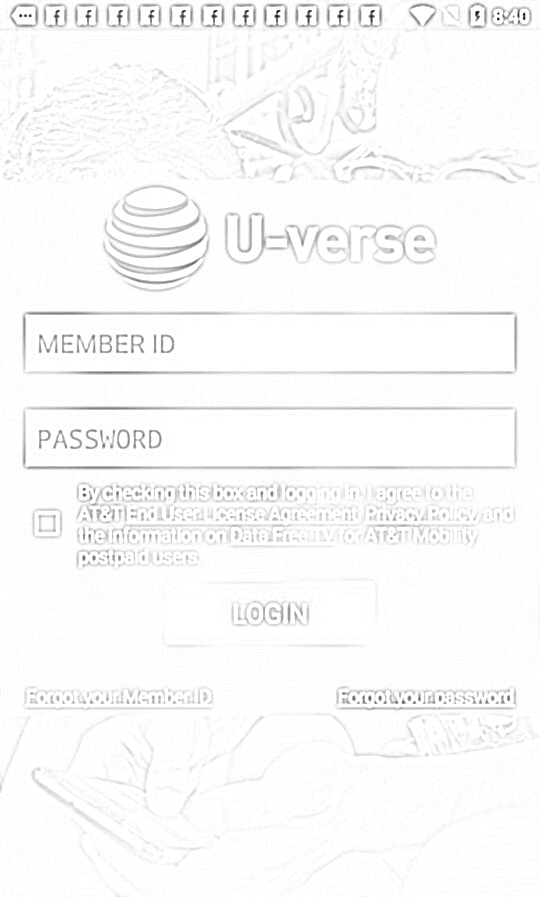 8:40
U-verse
MEMBER ID
PASSWORD
By checking this box and logging in, I agree to the
AT&T End User License Agreement, Privacy Policy, and
the information on Data Free TV for AT&T Mobility
postpaid users.
LOGIN
Forgot your Member ID
Forgot your password